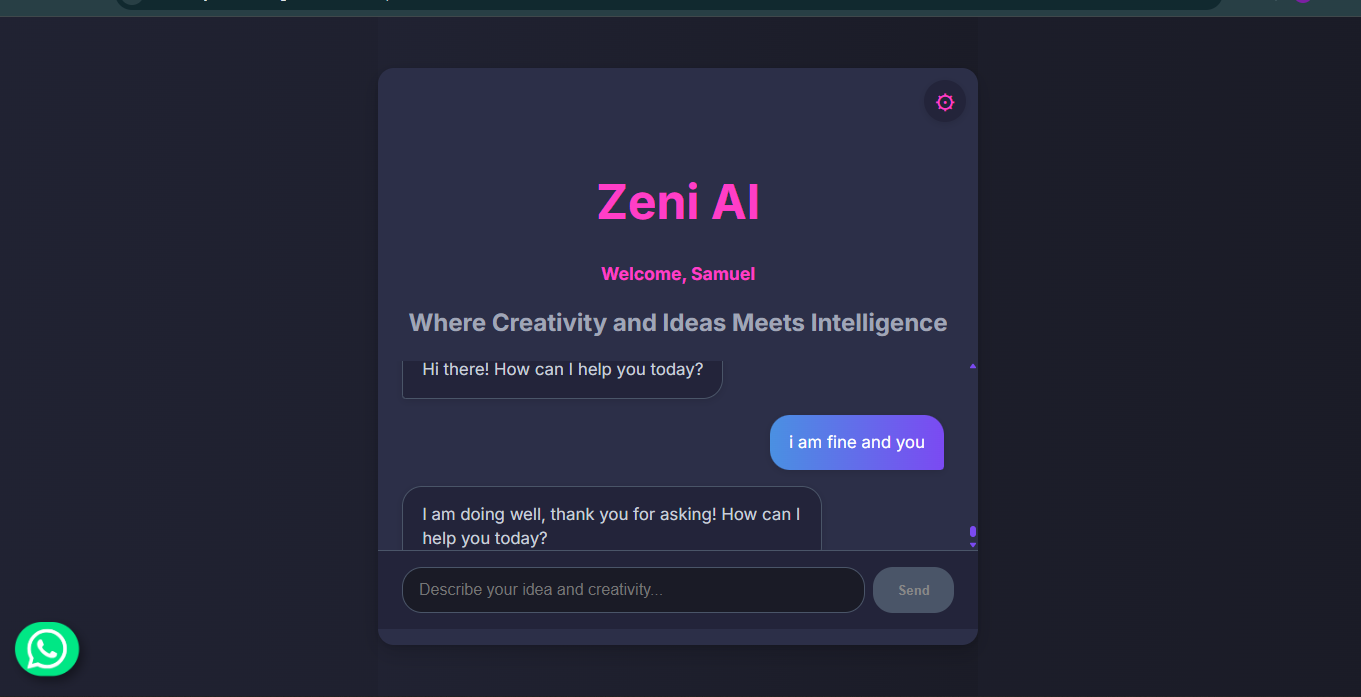 Zeni AI
Welcome, Samuel
Where Creativity and Ideas Meets Intelligence
Hi there! How can I help you today?
i am fine and you
I am doing well, thank you for asking! How can I
help you today?
Describe your idea and creativity...
Send